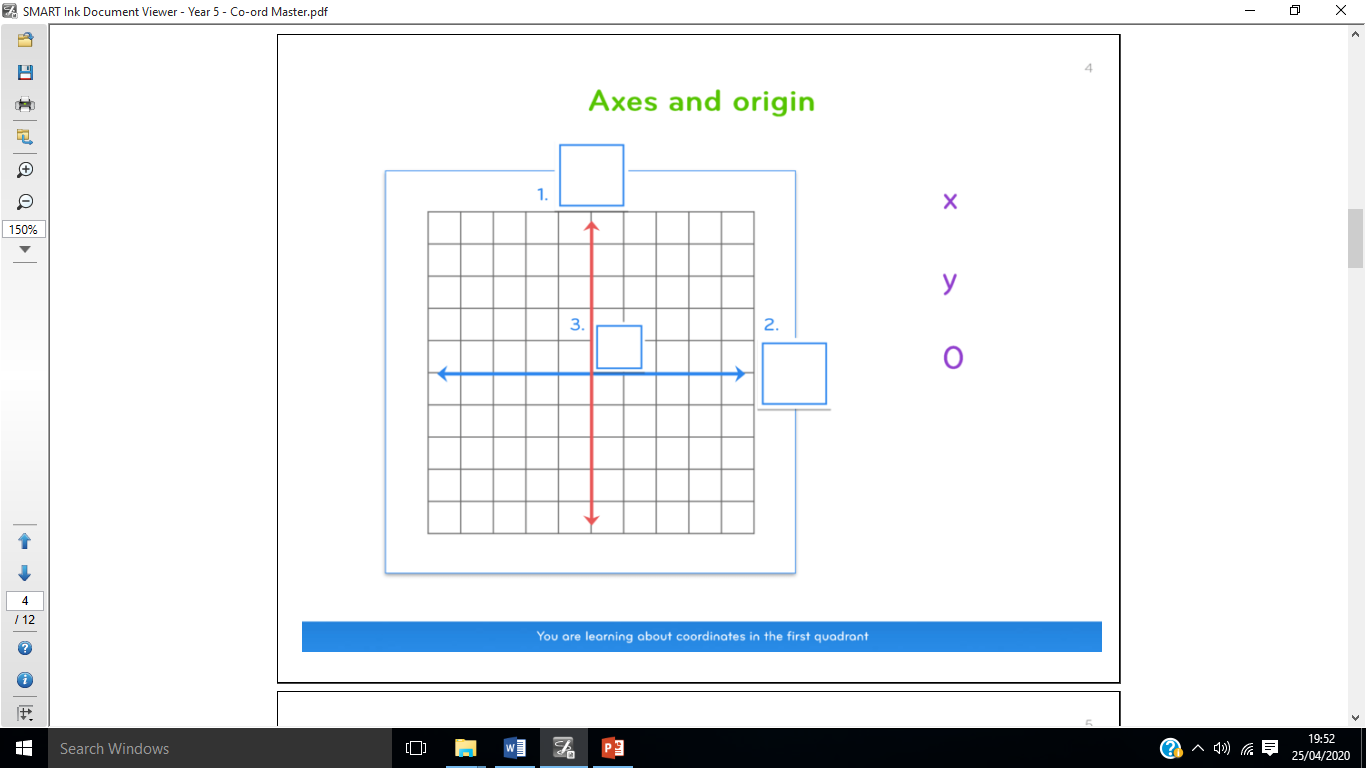 SMART Ink Document Viewer - Year 5 - Co-ord Master.pdf
4
Axes and origin
1.
x
y
3.
2.
O
150%
You are learning about coordinates in the first quadrant
4
/ 12
5
Search Windows
19:52
25/04/2020